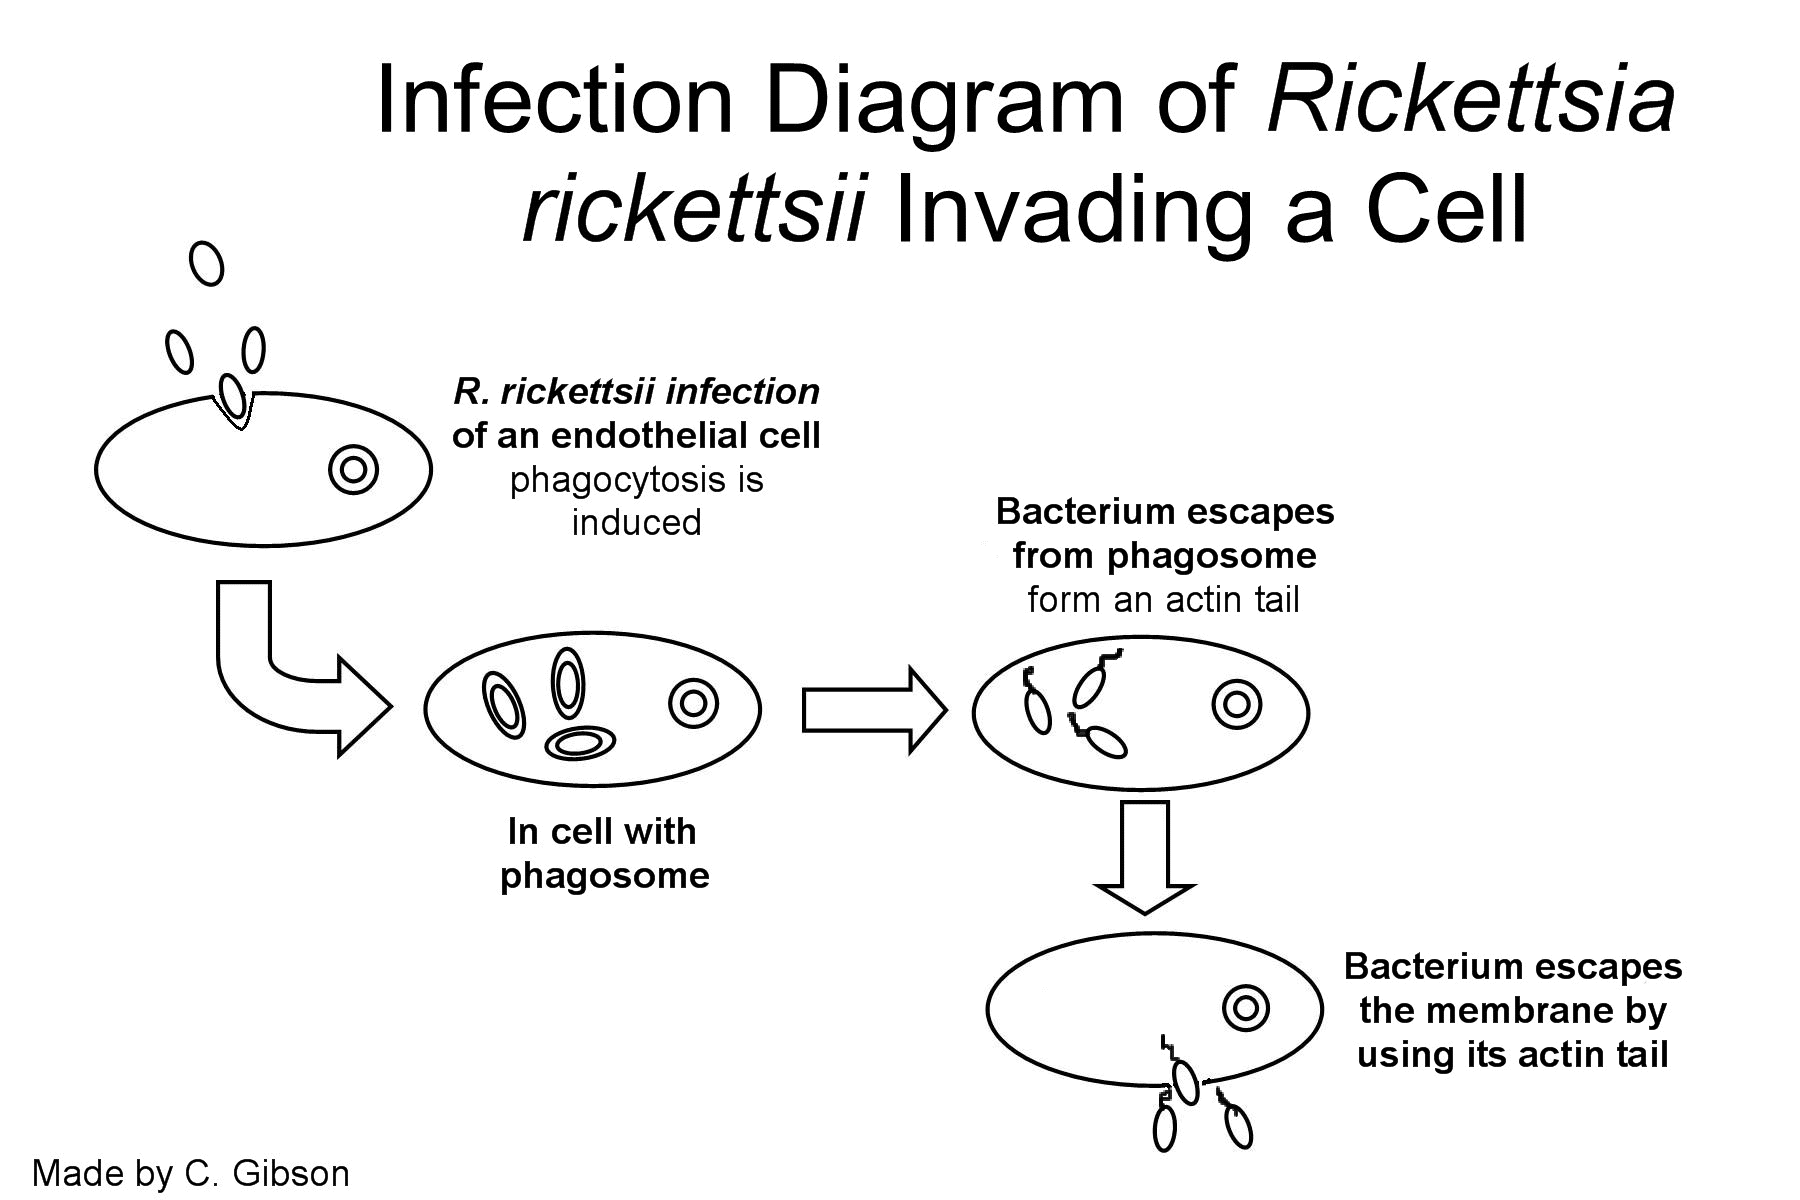 Infection Diagram of Rickettsia
rickettsii Invading a Cell
R. rickettsii infection
of an endothelial cell
phagocytosis is
induced
Bacterium escapes
from phagosome
form an actin tail
In cell with
phagosome
Bacterium escapes
the membrane by
using its actin tail
Made by C. Gibson